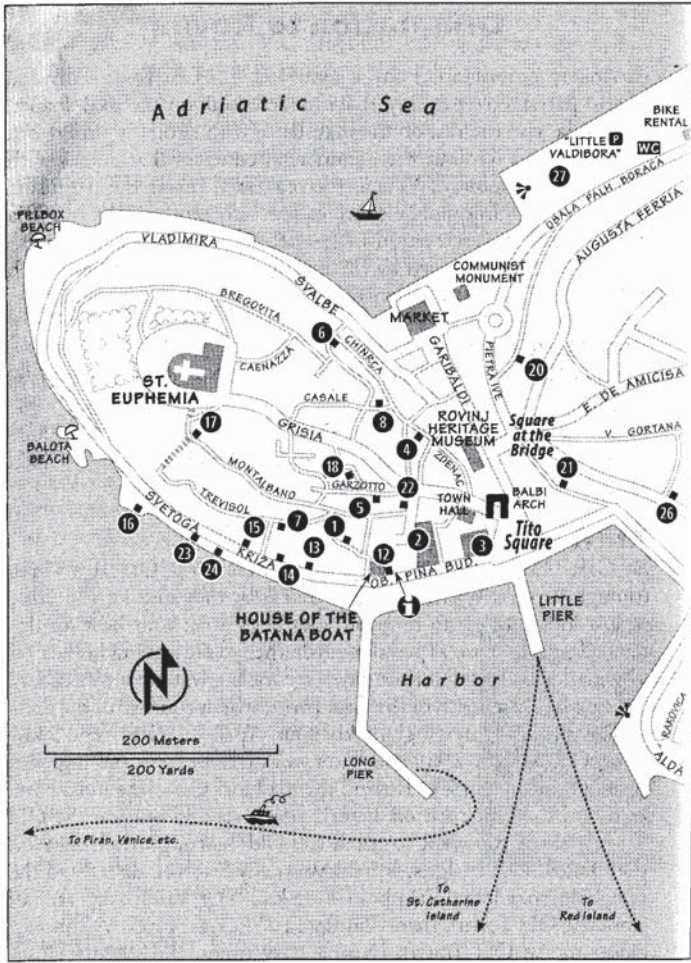 Adriatic Sea
BIKE
RENTAL
"LITTLE P
VALDIBORA"
WC
27
OBALA PALIH BORACA
AUGUSTA FERRIA
PILLBOX
BEACH
VLADIMIRA
SVALBE
BREGOVITA
COMMUNIST
MONUMENT
MARKET
6
CHINRCA
CAENAZZA
GARIBALDI
PIETRA IVE
20
ST.
EUPHEMIA
CASALE
8
E. DE AMICISA
GRISIA
ROVINJ
HERITAGE
MUSEUM
Square
at the
Bridge
V. GORTANA
17
4
BALOTA
BEACH
18
ZDENAC
21
MONTALBANO
GARZOTTO
22
TREVISOL
5
TOWN
HALL
BALBI
ARCH
26
16
SVETOGA
15
7
1
2
Tito
Square
23
24
KRIZA
14
13
12
3
OB. PINA BUD.
i
HOUSE OF THE
BATANA BOAT
LITTLE
PIER
N
Harbor
RAKOVICA
ALDA
200 Meters
200 Yards
LONG
PIER
To Piran, Venice, etc.
To
St. Catharine
Island
To
Red Island